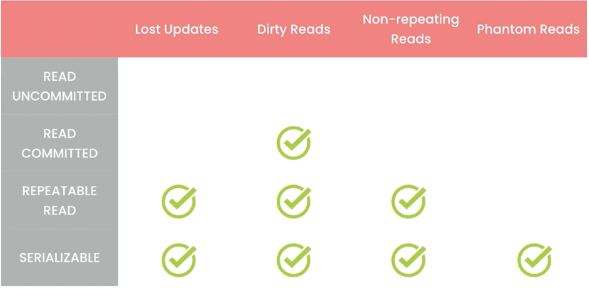 Lost Updates
Dirty Reads
Non-repeating
Reads
Phantom Reads
READ
UNCOMMITTED
READ
COMMITTED
REPEATABLE
READ
SERIALIZABLE